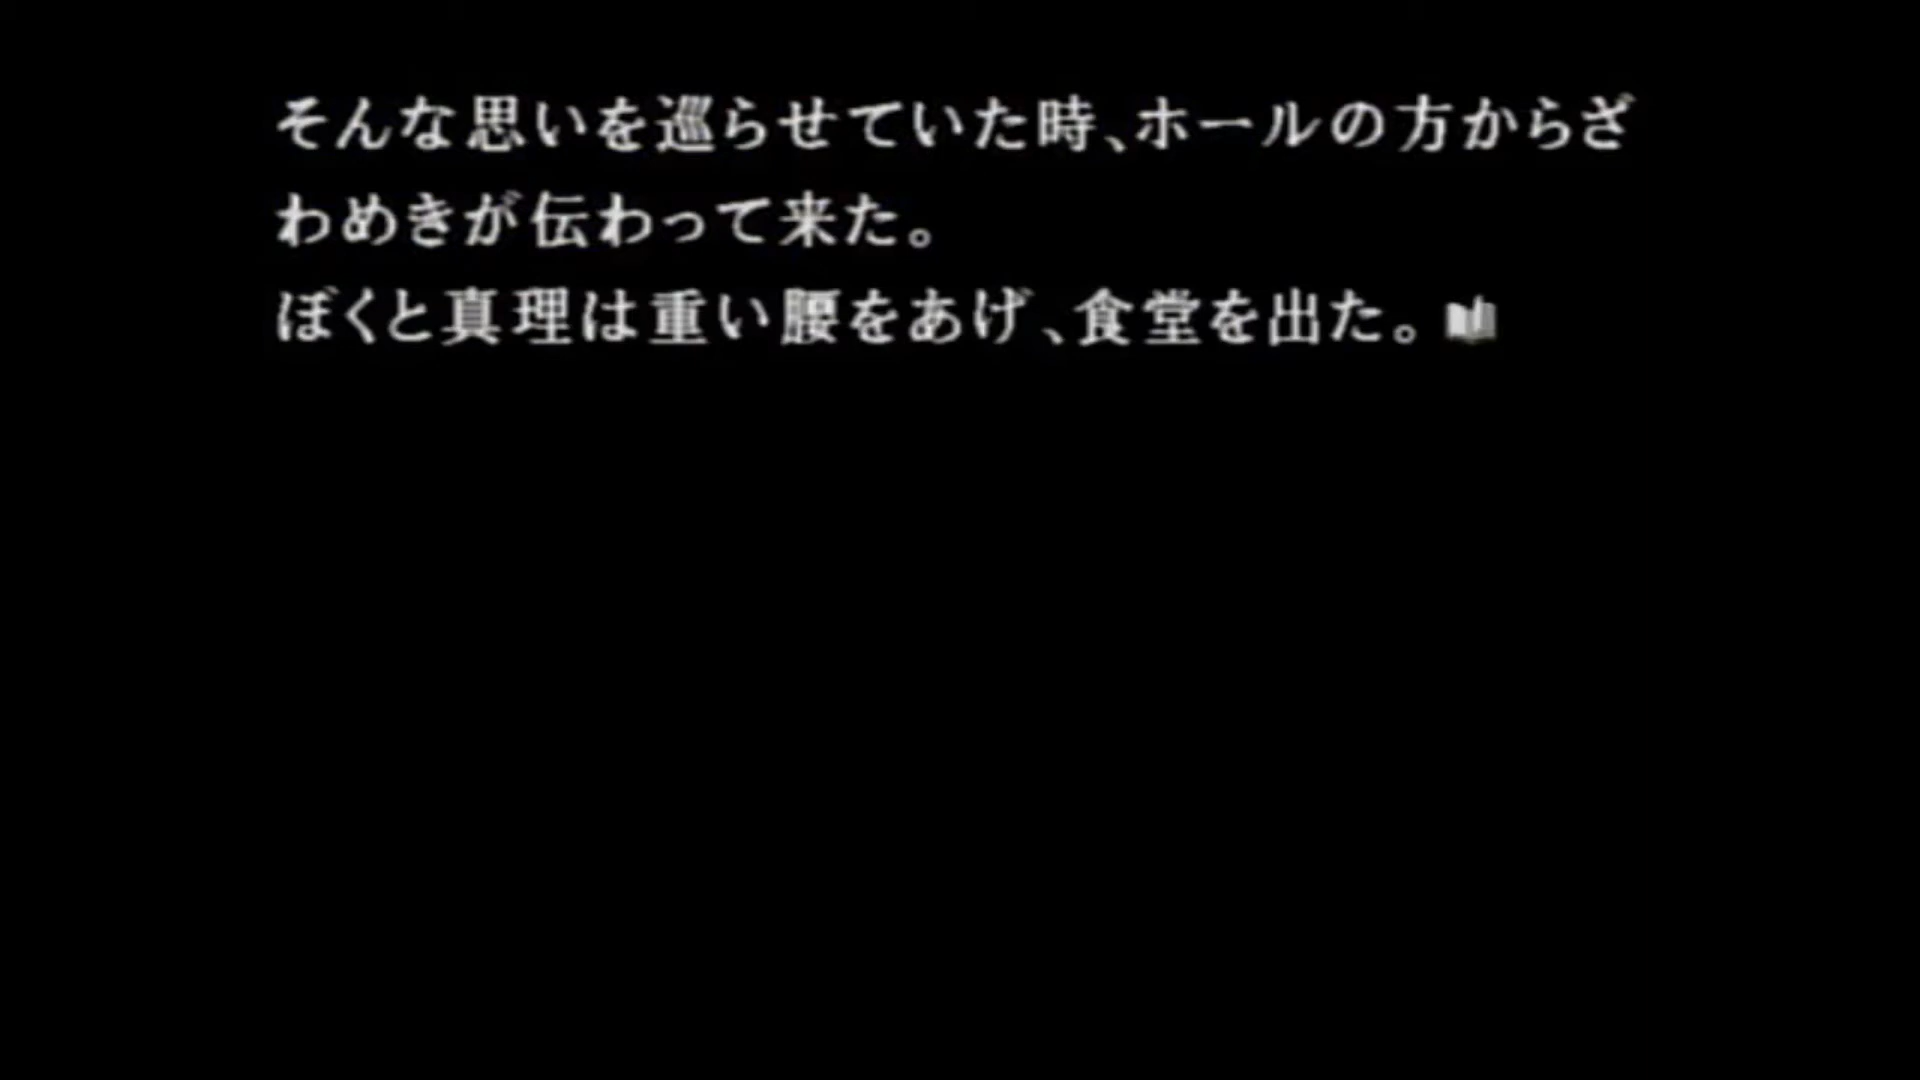 そんな思いを巡らせていた時、ホールの方からざ
わめきが伝わって来た。
ぼくと真理は重い腰をあげ、食堂を出た。